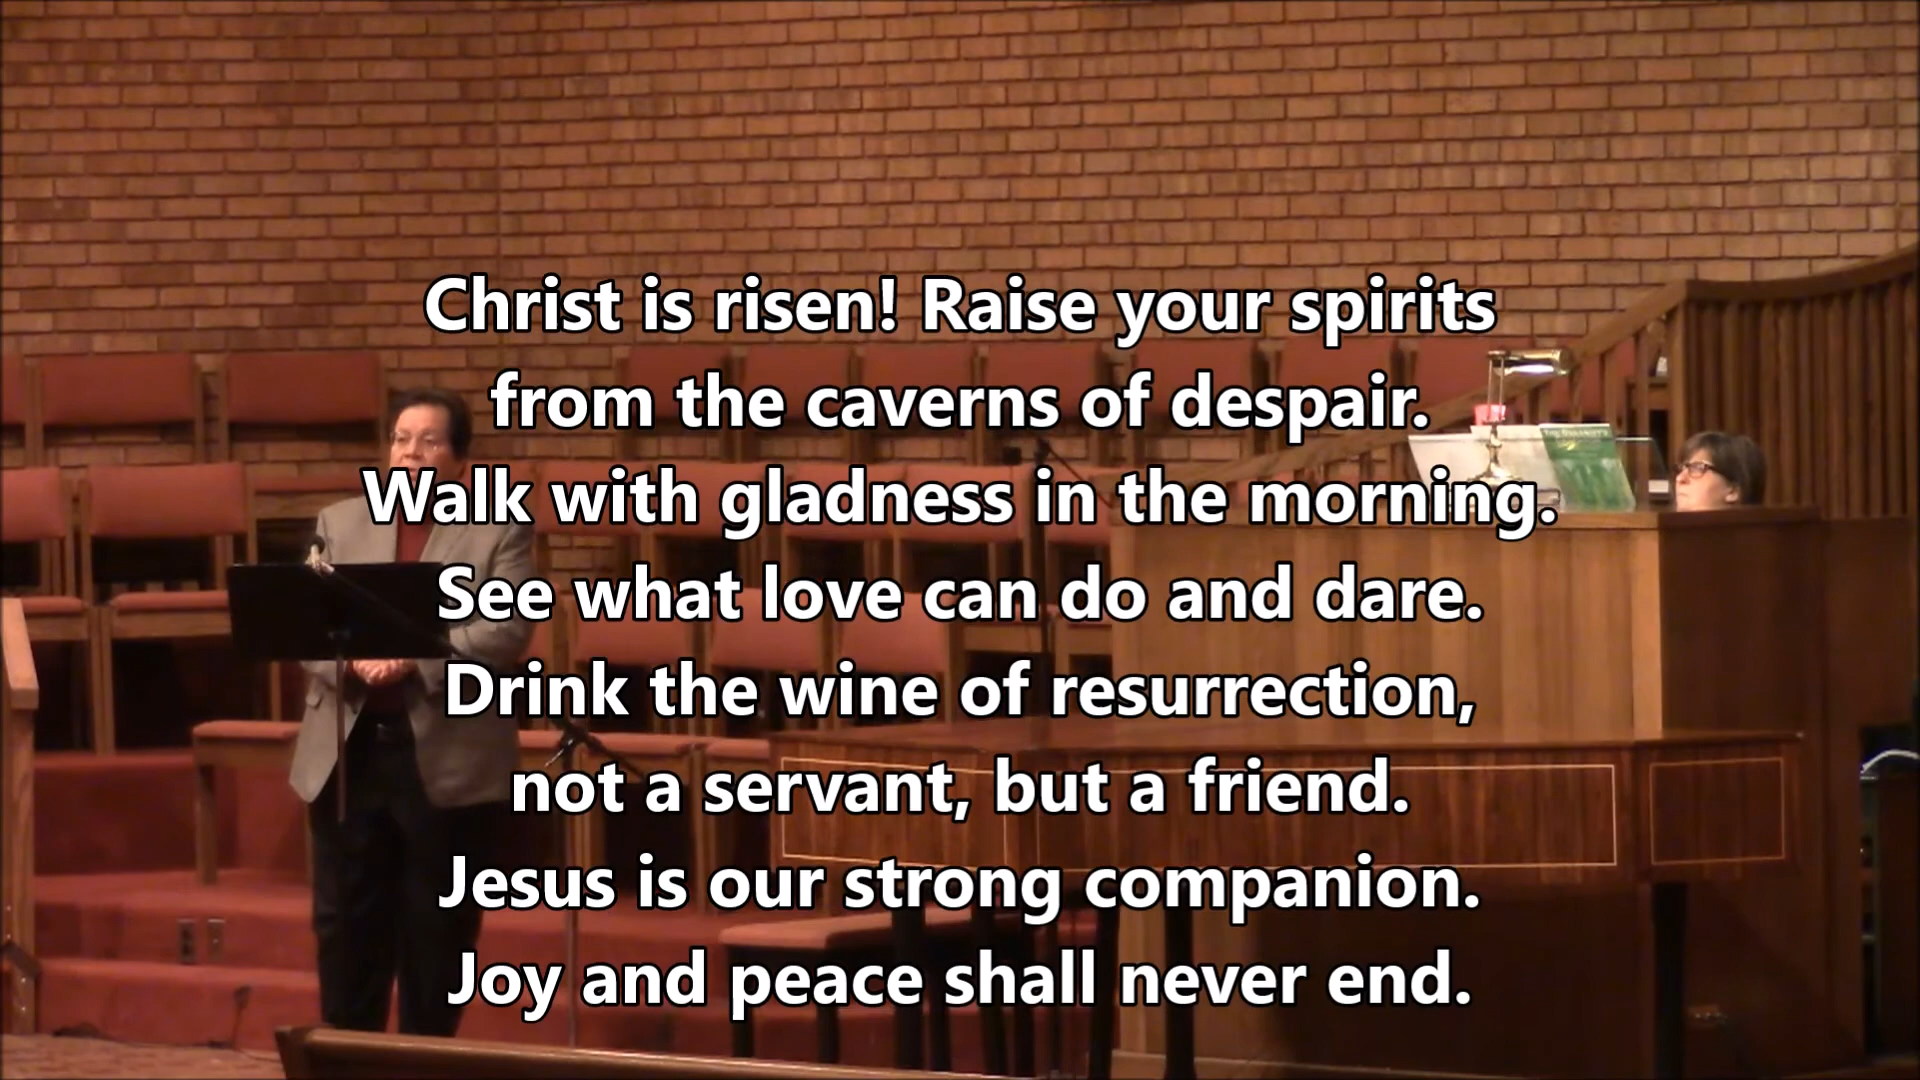 Christ is risen! Raise your spirits
from the caverns of despair.
Walk with gladness in the morning.
See what love can do and dare.
Drink the wine of resurrection,
not a servant, but a friend.
Jesus is our strong companion.
Joy and peace shall never end.